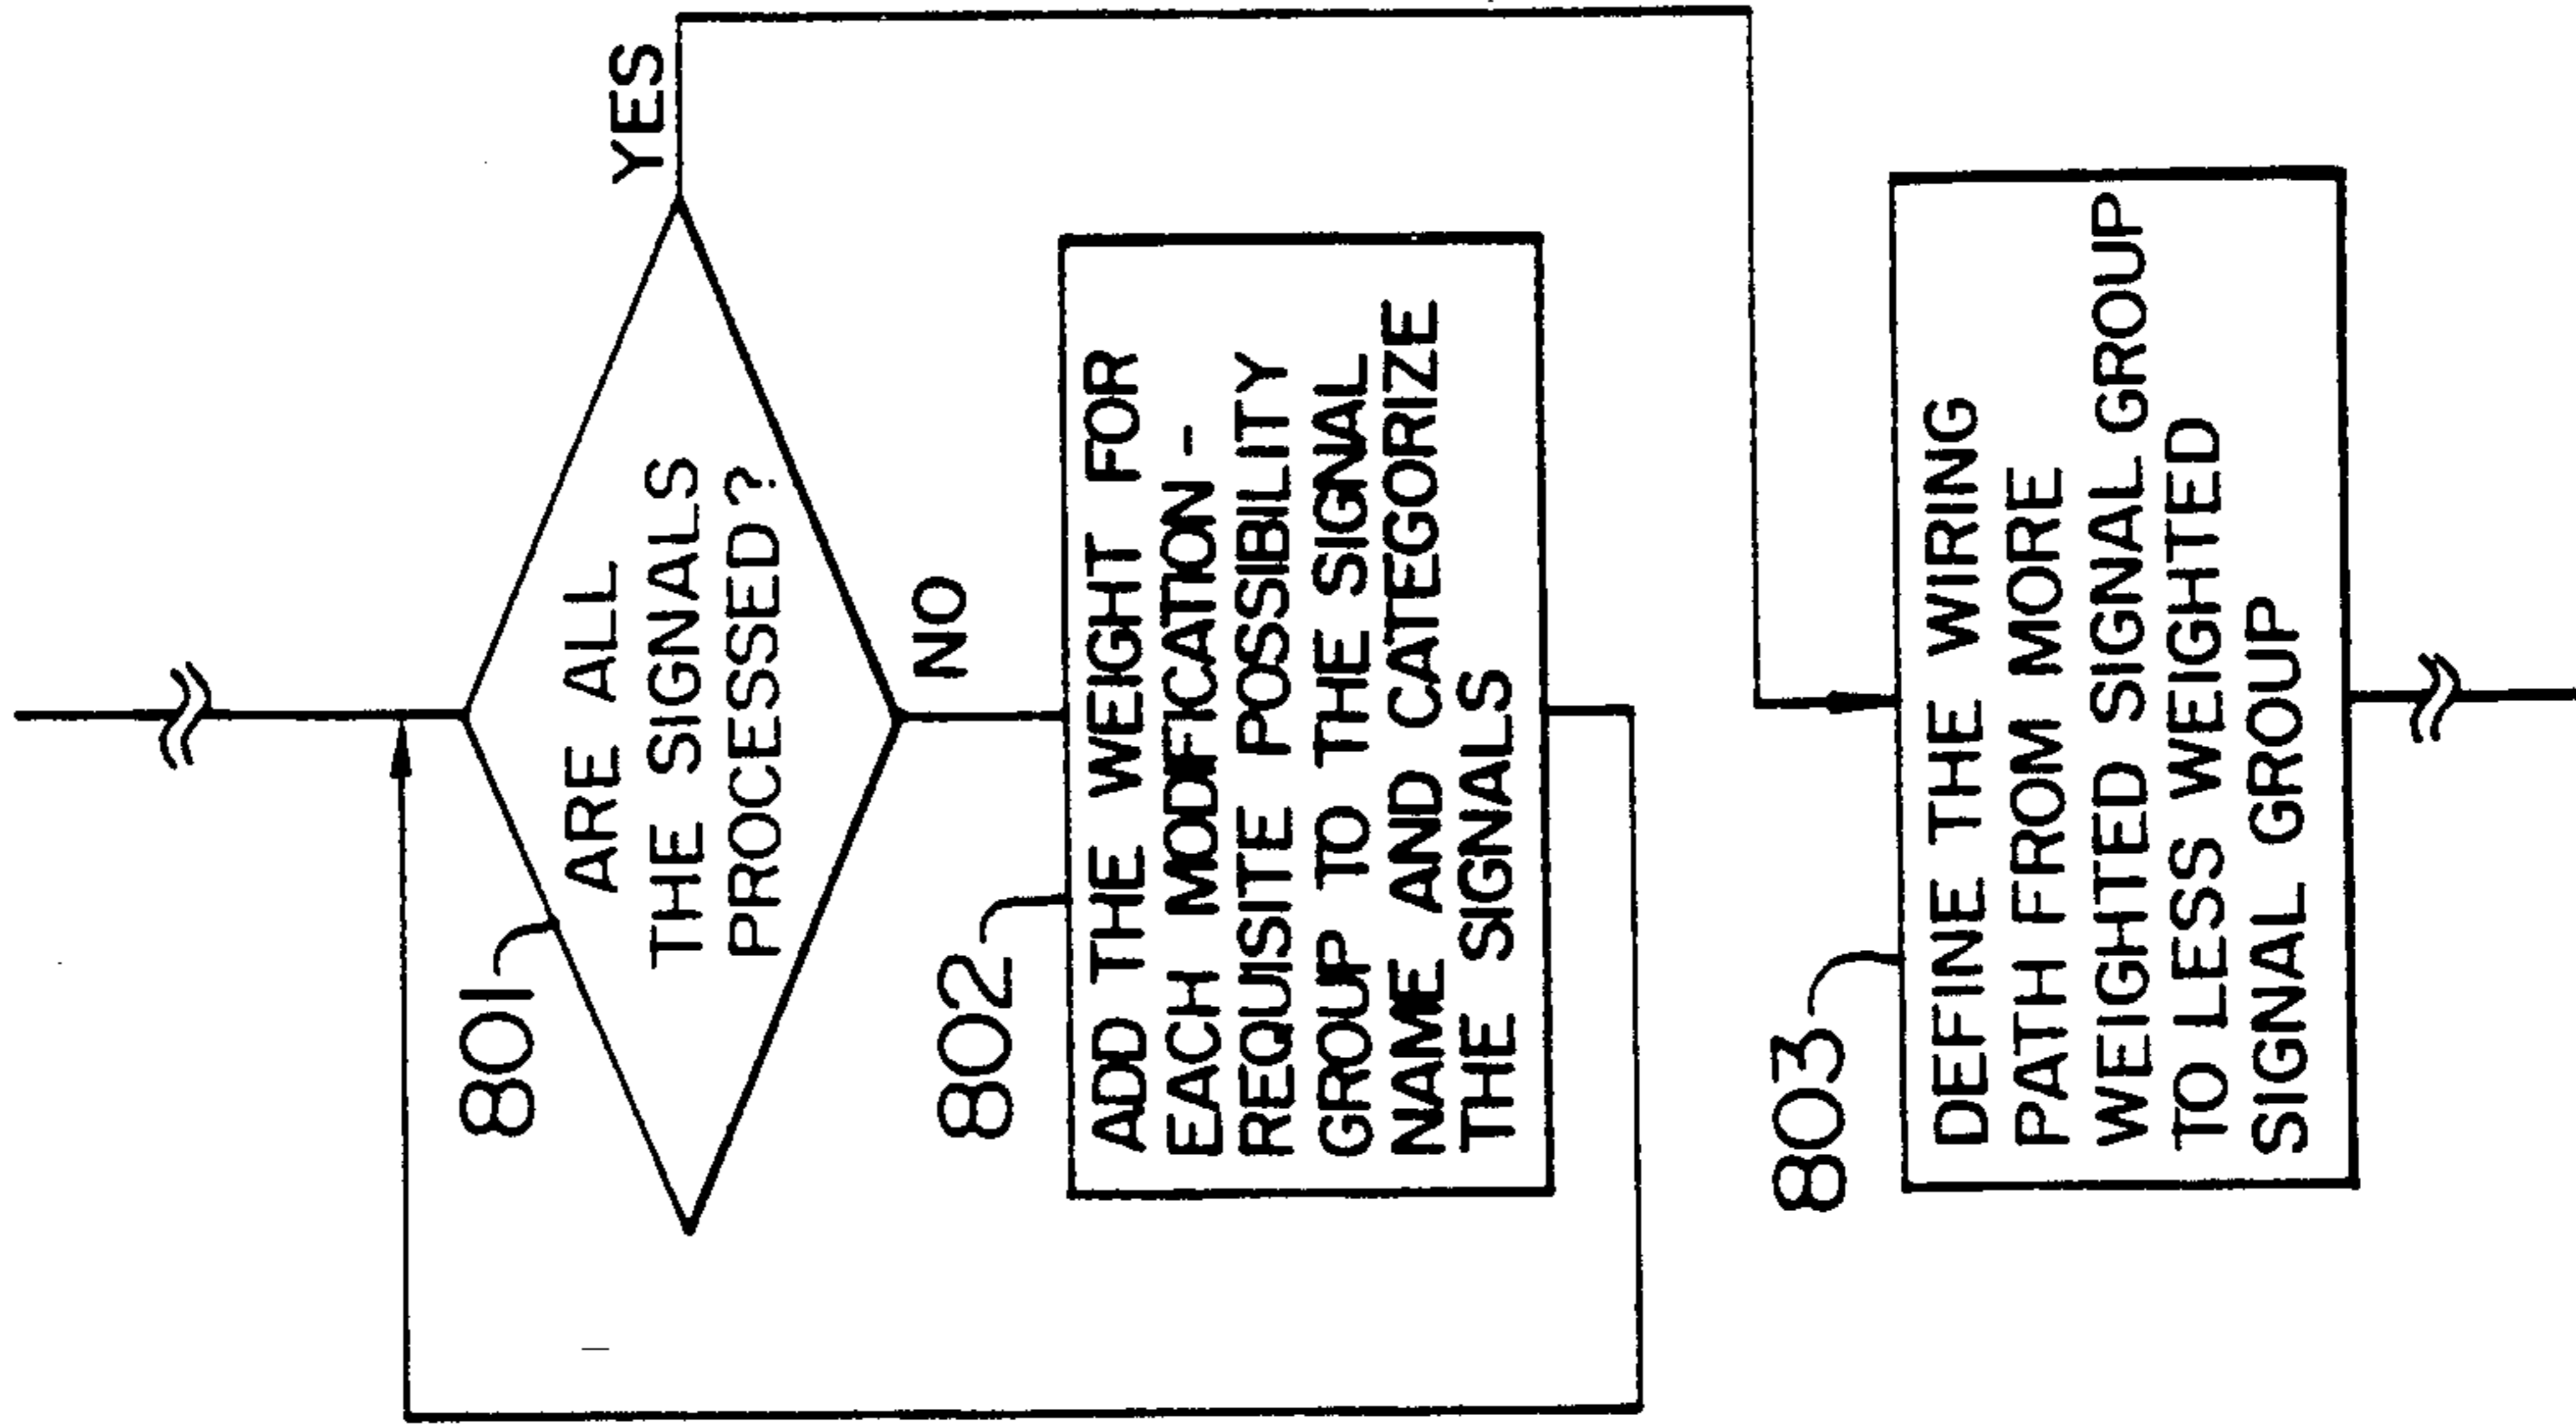 801
ARE ALL
THE SIGNALS
PROCESSED?
YES
NO
802
ADD THE WEIGHT FOR
EACH MODIFICATION-
REQUISITE POSSIBILITY
GROUP TO THE SIGNAL
NAME AND CATEGORIZE
THE SIGNALS
803
DEFINE THE WIRING
PATH FROM MORE
WEIGHTED SIGNAL GROUP
TO LESS WEIGHTED
SIGNAL GROUP